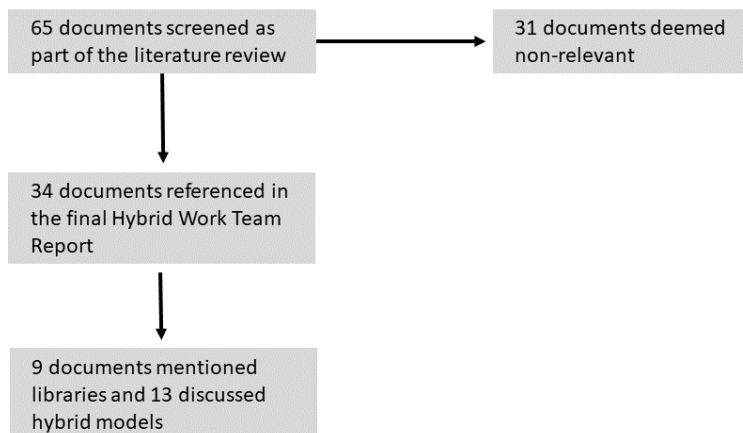 65 documents screened as
part of the literature review
31 documents deemed
non-relevant
34 documents referenced in
the final Hybrid Work Team
Report
9 documents mentioned
libraries and 13 discussed
hybrid models